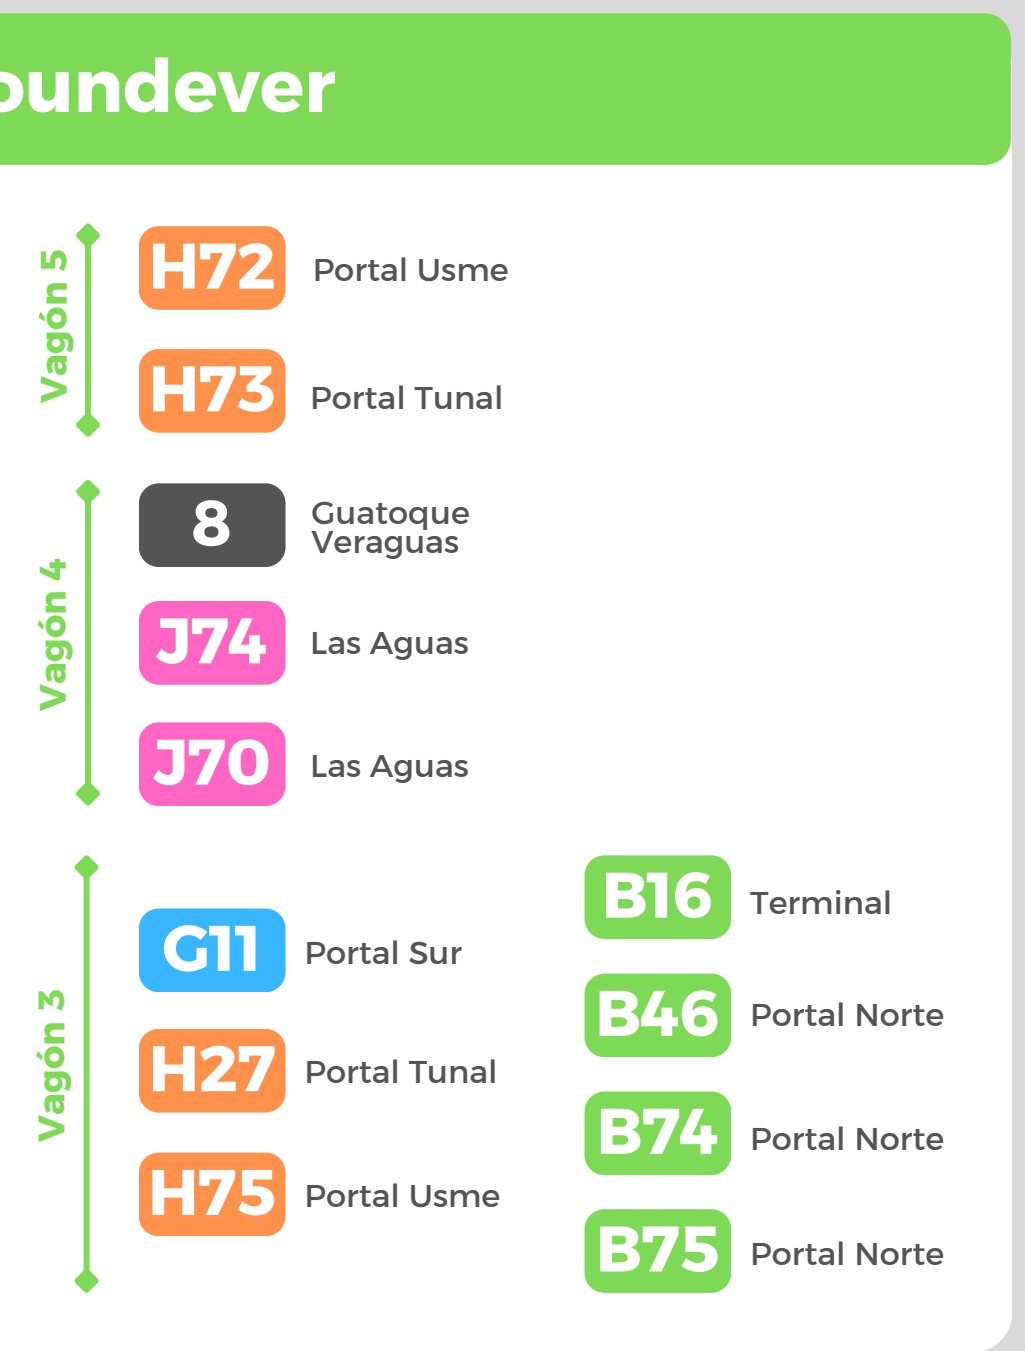 oundever
Vagón 5
H72 Portal Usme
H73 Portal Tunal
Vagón 4
8 Guatoque
Veraguas
J74 Las Aguas
J70 Las Aguas
Vagón 3
G11 Portal Sur
H27 Portal Tunal
H75 Portal Usme
B16 Terminal
B46 Portal Norte
B74 Portal Norte
B75 Portal Norte